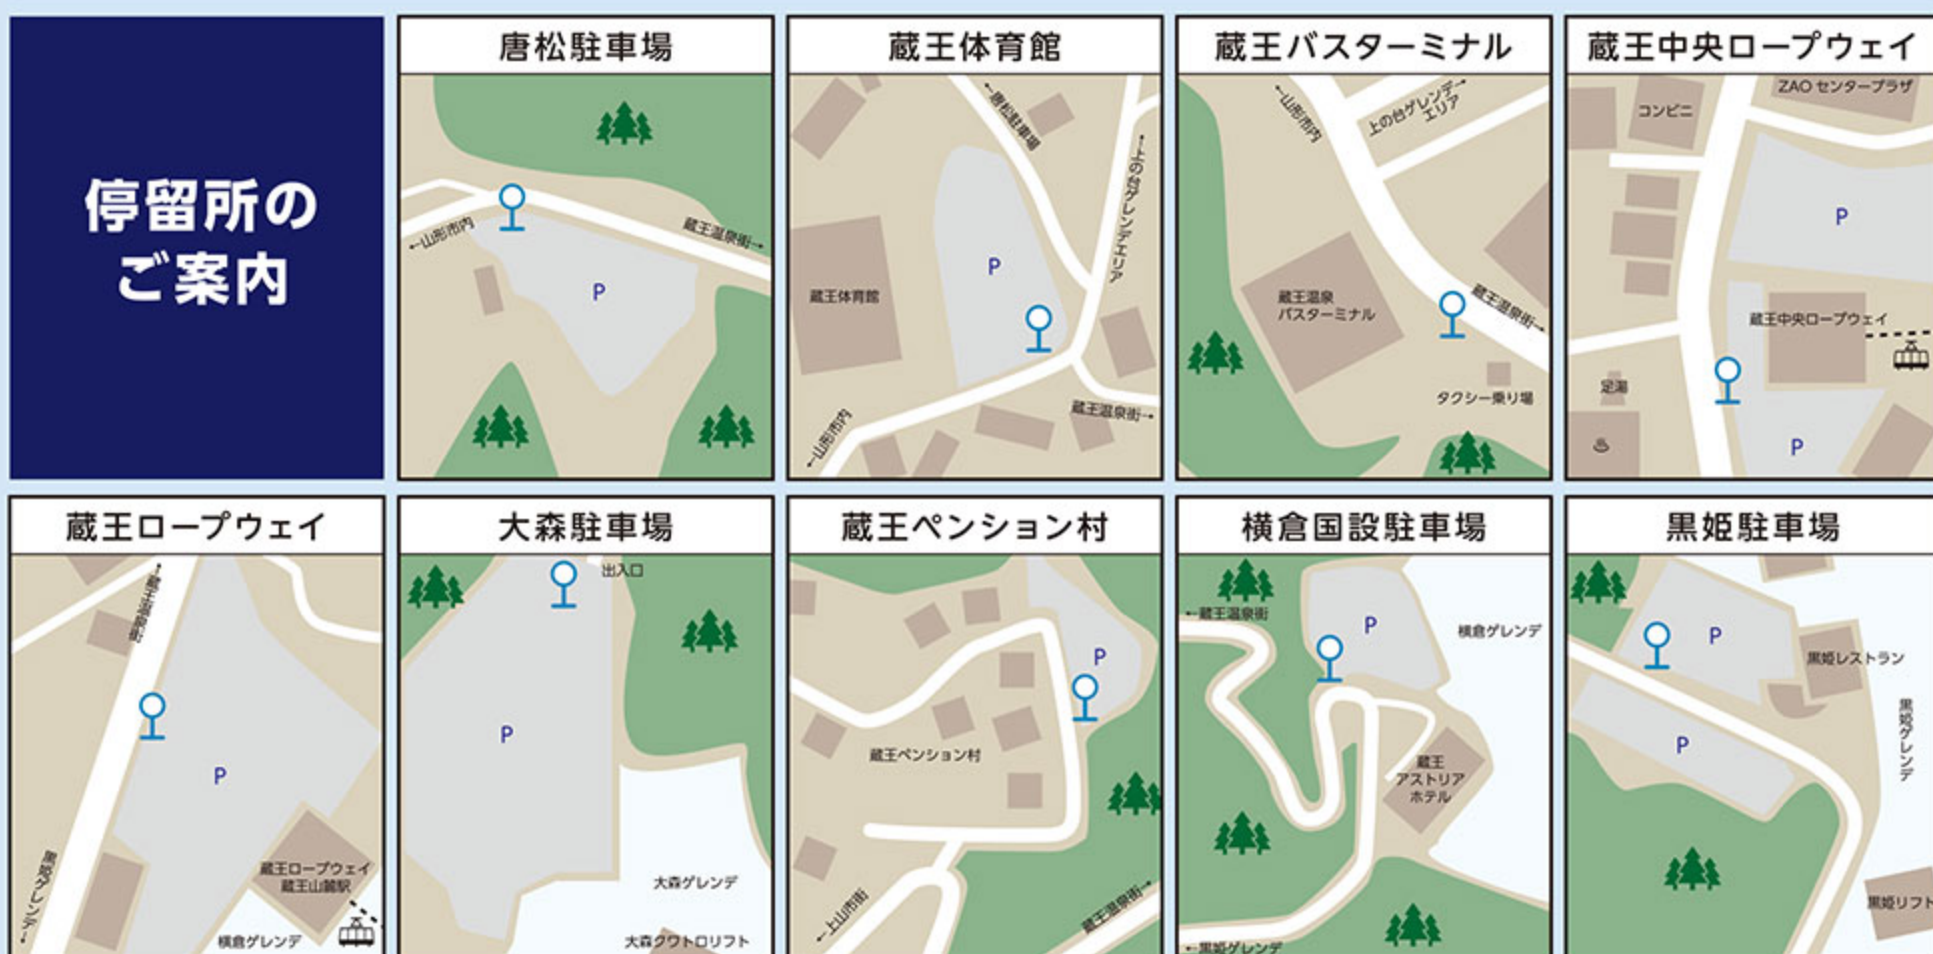 停留所の
ご案内
唐松駐車場
←山形市内
蔵王温泉街→
P
蔵王体育館
←唐松駐車場
←上の台ゲレンデエリア
P
蔵王体育館
←山形市内
蔵王温泉街→
蔵王バスターミナル
←山形市内
上の台ゲレンデ→
エリア
蔵王温泉
バスターミナル
蔵王温泉街→
タクシー乗り場
蔵王中央ロープウェイ
ZAO センタープラザ
コンビニ
P
蔵王中央ロープウェイ
足湯
P
蔵王ロープウェイ
←蔵王温泉街
P
蔵王ロープウェイ
蔵王山麓駅
黒姫ゲレンデ→
横倉ゲレンデ
大森駐車場
出入口
P
大森ゲレンデ
大森クワトロリフト
蔵王ペンション村
P
蔵王ペンション村
←上山市街
蔵王温泉街→
横倉国設駐車場
←蔵王温泉街
P
横倉ゲレンデ
蔵王
アストリア
ホテル
←黒姫ゲレンデ
黒姫駐車場
P
黒姫レストラン
黒姫ゲレンデ
P
黒姫リフト